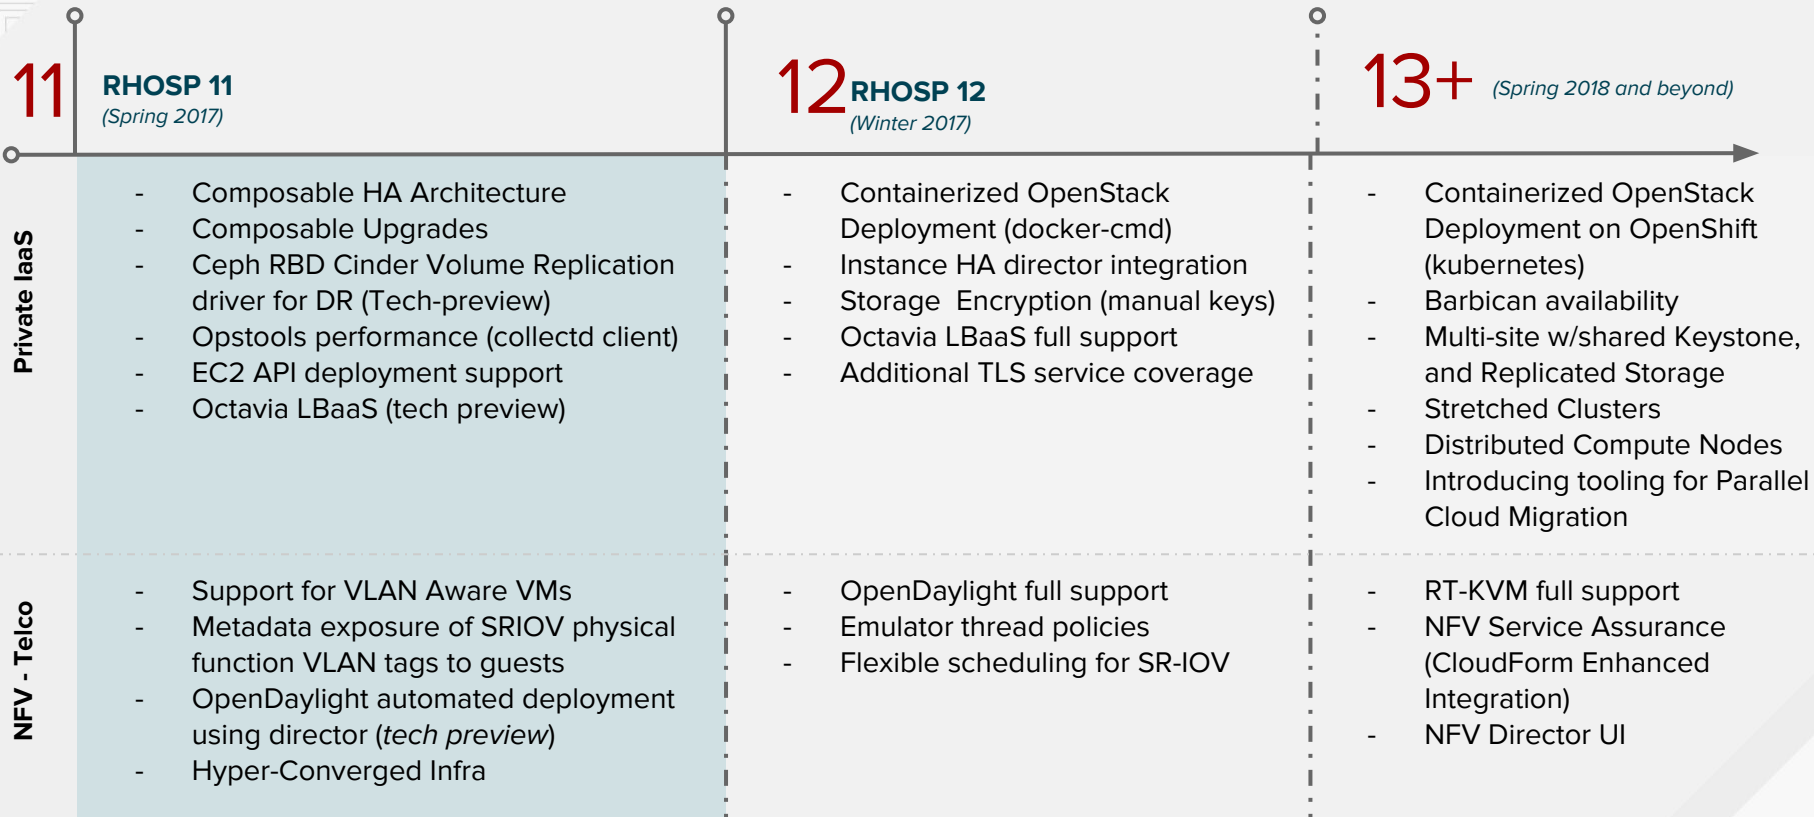 11
RHOSP 11
(Spring 2017)
12
RHOSP 12
(Winter 2017)
13+
(Spring 2018 and beyond)
Private IaaS
- Composable HA Architecture
- Composable Upgrades
- Ceph RBD Cinder Volume Replication
driver for DR (Tech-preview)
- Opstools performance (collectd client)
- EC2 API deployment support
- Octavia LBaaS (tech preview)
- Containerized OpenStack
Deployment (docker-cmd)
- Instance HA director integration
- Storage Encryption (manual keys)
- Octavia LBaaS full support
- Additional TLS service coverage
- Containerized OpenStack
Deployment on OpenShift
(kubernetes)
- Barbican availability
- Multi-site w/shared Keystone,
and Replicated Storage
- Stretched Clusters
- Distributed Compute Nodes
- Introducing tooling for Parallel
Cloud Migration
NFV - Telco
- Support for VLAN Aware VMs
- Metadata exposure of SRIOV physical
function VLAN tags to guests
- OpenDaylight automated deployment
using director (tech preview)
- Hyper-Converged Infra
- OpenDaylight full support
- Emulator thread policies
- Flexible scheduling for SR-IOV
- RT-KVM full support
- NFV Service Assurance
(CloudForm Enhanced
Integration)
- NFV Director UI